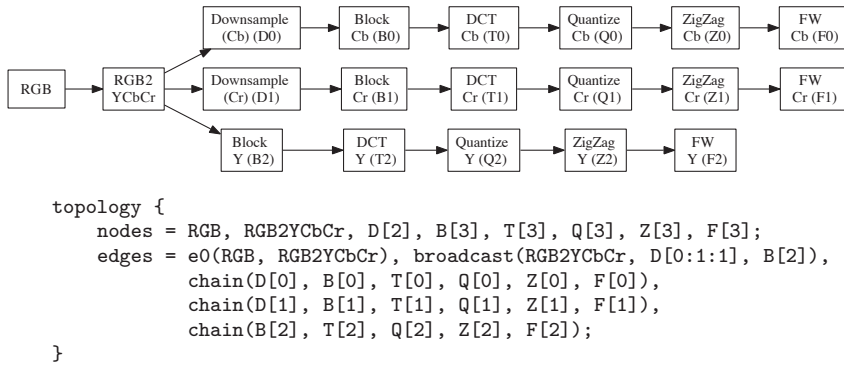 Downsample
(Cb) (D0)
Block
Cb (B0)
DCT
Cb (T0)
Quantize
Cb (Q0)
ZigZag
Cb (Z0)
FW
Cb (F0)
RGB
RGB2
YCbCr
Downsample
(Cr) (D1)
Block
Cr (B1)
DCT
Cr (T1)
Quantize
Cr (Q1)
ZigZag
Cr (Z1)
FW
Cr (F1)
Block
Y (B2)
DCT
Y (T2)
Quantize
Y (Q2)
ZigZag
Y (Z2)
FW
Y (F2)
topology {
    nodes = RGB, RGB2YCbCr, D[2], B[3], T[3], Q[3], Z[3], F[3];
    edges = e0(RGB, RGB2YCbCr), broadcast(RGB2YCbCr, D[0:1:1], B[2]),
            chain(D[0], B[0], T[0], Q[0], Z[0], F[0]),
            chain(D[1], B[1], T[1], Q[1], Z[1], F[1]),
            chain(B[2], T[2], Q[2], Z[2], F[2]);
}